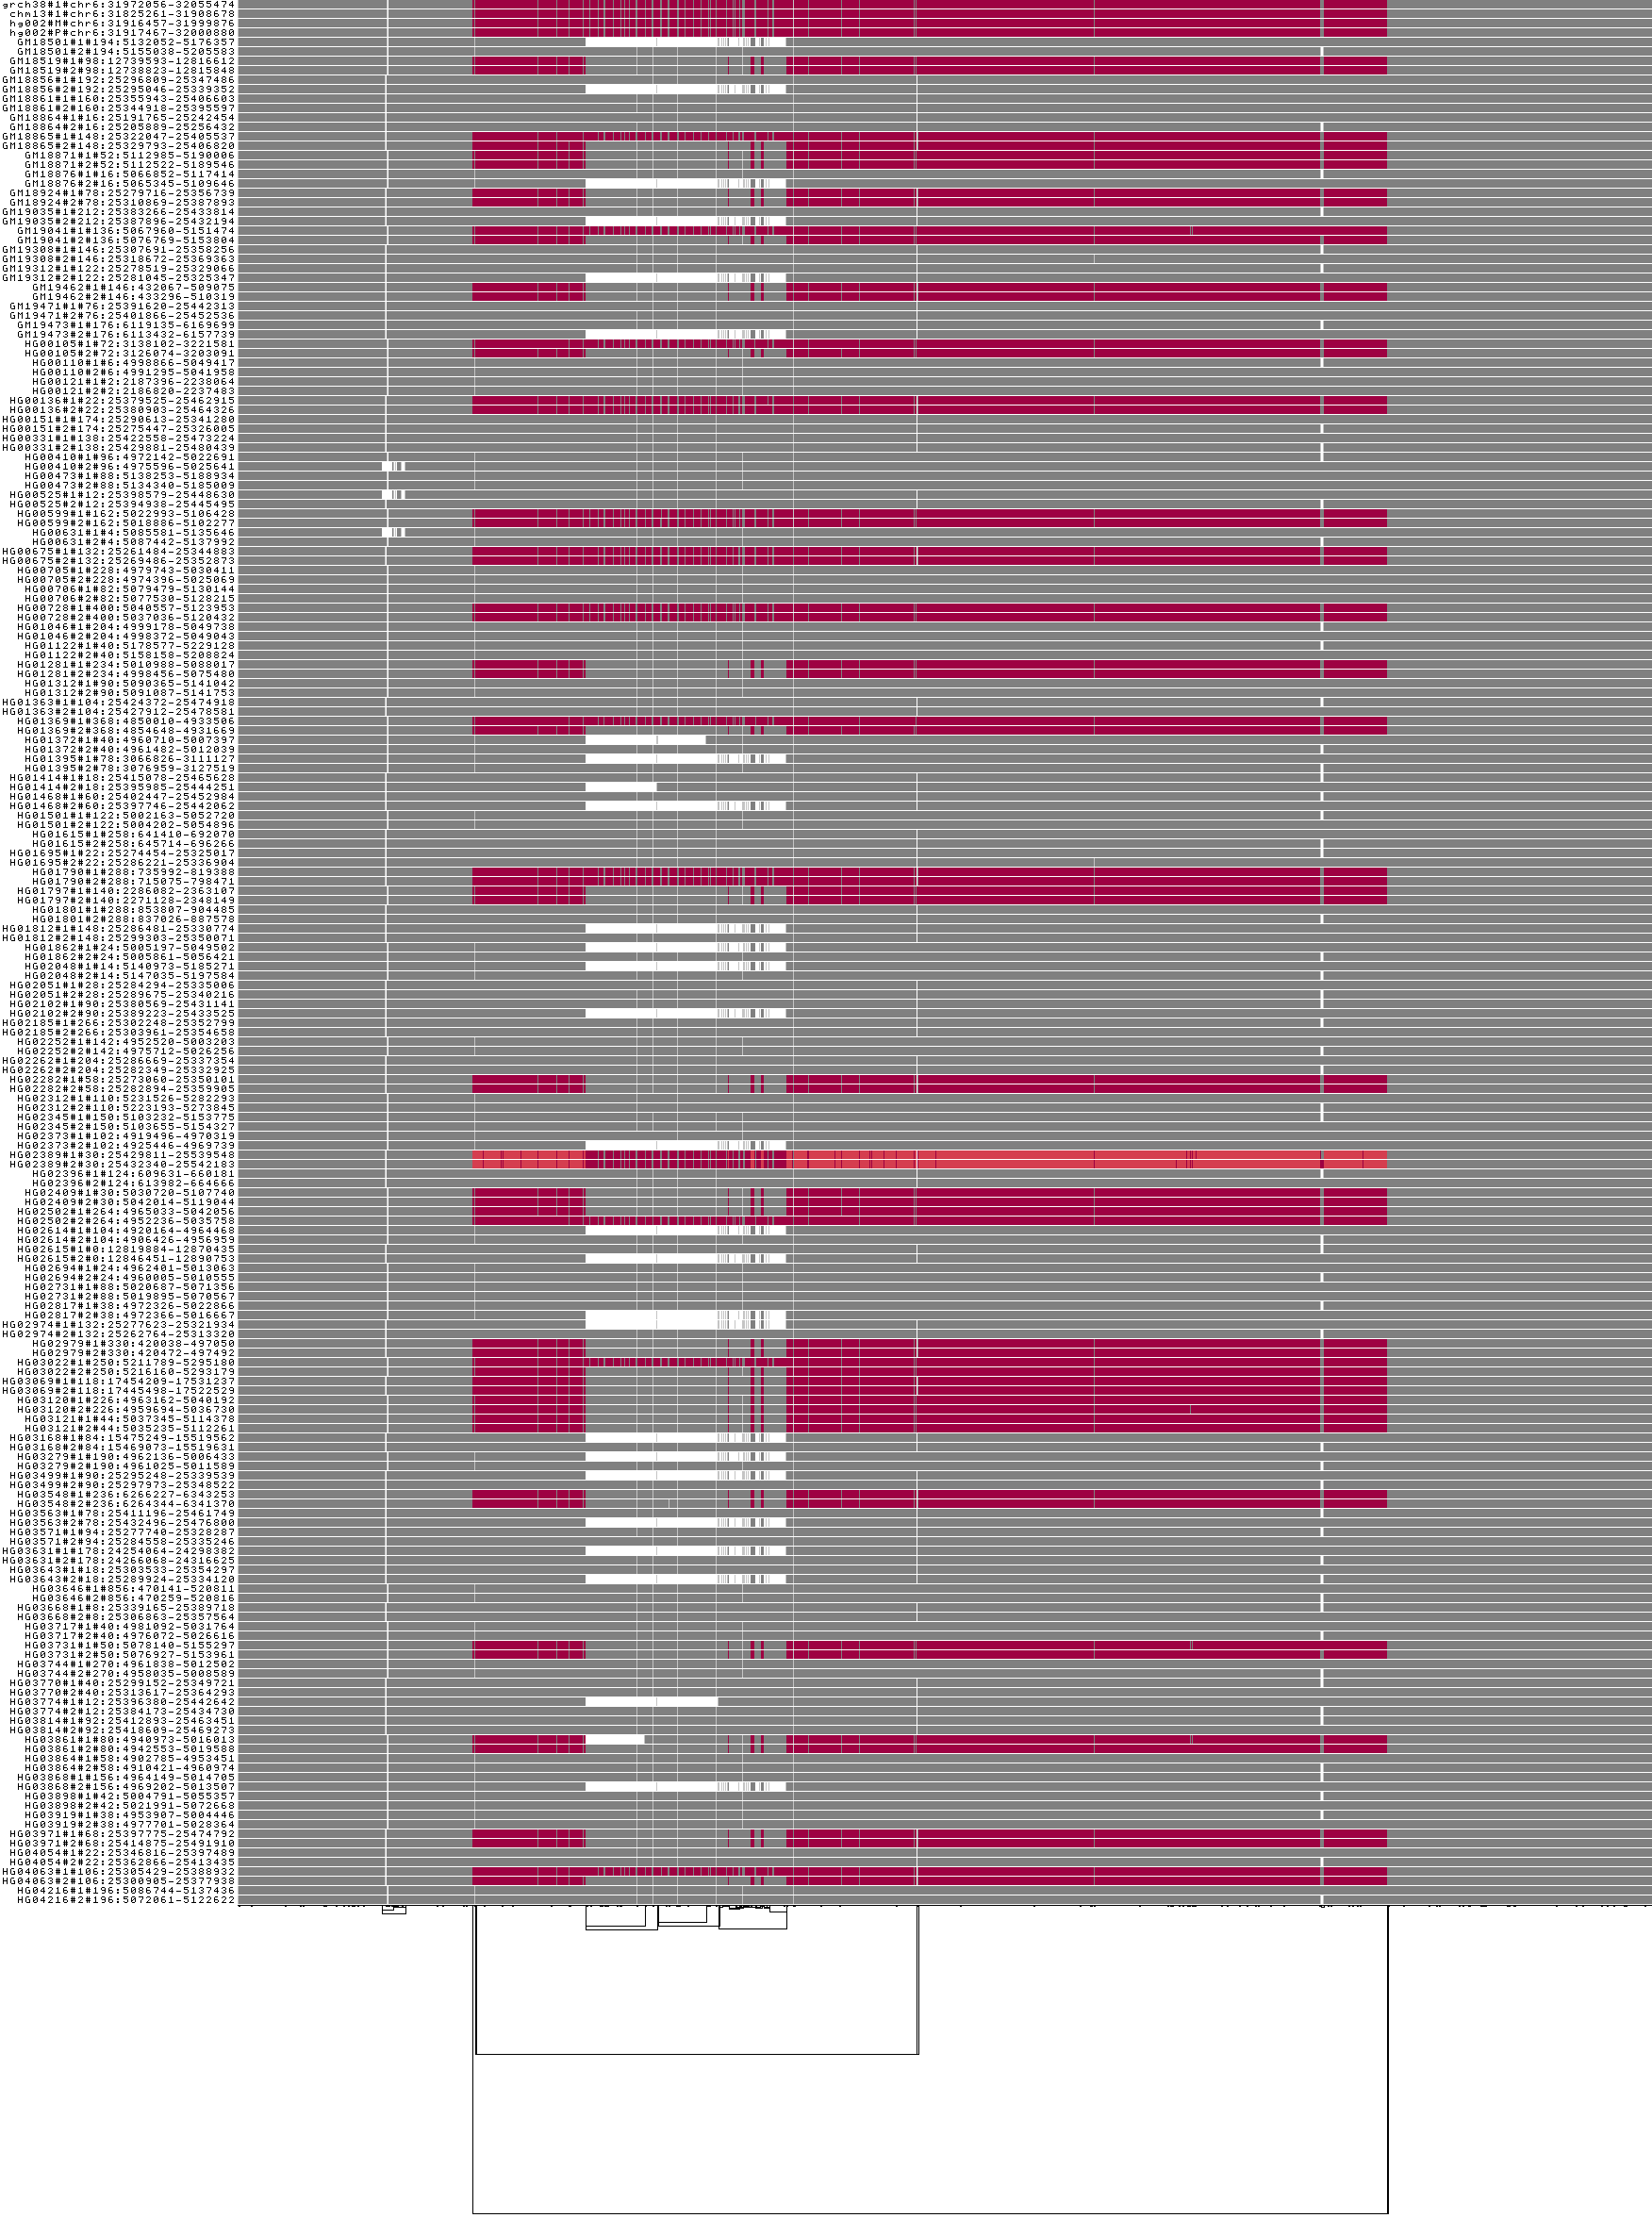 grch38#1#chr6:31972056-32055474
chm13#1#chr6:31825261-31908678
hg002#M#chr6:31916457-31999876
hg002#P#chr6:31917467-32000880
GM18501#1#194:5132052-5176357
GM18501#2#194:5155038-5205583
GM18519#1#98:12739593-12816612
GM18519#2#98:12738823-12815848
GM18856#1#192:25296809-25347486
GM18856#2#192:25295046-25339352
GM18861#1#160:25355943-25406603
GM18861#2#160:25344918-25395597
GM18864#1#16:25191765-25242454
GM18864#2#16:25205889-25256432
GM18865#1#148:25322047-25405537
GM18865#2#148:25329793-25406820
GM18871#1#52:5112985-5190006
GM18871#2#52:5112522-5189546
GM18876#1#16:5066852-5117414
GM18876#2#16:5065345-5109646
GM18924#1#78:25279716-25356739
GM18924#2#78:25310869-25387893
GM19035#1#212:25383266-25433814
GM19035#2#212:25387896-25432194
GM19041#1#136:5067960-5151474
GM19041#2#136:5076769-5153804
GM19308#1#146:25307691-25358256
GM19308#2#146:25318672-25369363
GM19312#1#122:25278519-25329066
GM19312#2#122:25281045-25325347
GM19462#1#146:432067-509075
GM19462#2#146:433296-510319
GM19471#1#76:25391620-25442313
GM19471#2#76:25401866-25452536
GM19473#1#176:6119135-6169699
GM19473#2#176:6113432-6157739
HG00105#1#72:3138102-3221581
HG00105#2#72:3126074-3203091
HG00110#1#6:4998866-5049417
HG00110#2#6:4991295-5041958
HG00121#1#2:2187396-2238064
HG00121#2#2:2186820-2237483
HG00136#1#22:25379525-25462915
HG00136#2#22:25380903-25464326
HG00151#1#174:25290613-25341280
HG00151#2#174:25275447-25326005
HG00331#1#138:25422558-25473224
HG00331#2#138:25429881-25480439
HG00410#1#96:4972142-5022691
HG00410#2#96:4975596-5025641
HG00473#1#88:5138253-5188934
HG00473#2#88:5134340-5185009
HG00525#1#12:25398579-25448630
HG00525#2#12:25394938-25445495
HG00599#1#162:5022993-5106428
HG00599#2#162:5018886-5102277
HG00631#1#4:5085581-5135646
HG00631#2#4:5087442-5137992
HG00675#1#132:25261484-25344883
HG00675#2#132:25269486-25352873
HG00705#1#228:4979743-5030411
HG00705#2#228:4974396-5025069
HG00706#1#82:5079479-5130144
HG00706#2#82:5077530-5128215
HG00728#1#400:5040557-5123953
HG00728#2#400:5037036-5120432
HG01046#1#204:4999178-5049738
HG01046#2#204:4998372-5049043
HG01122#1#40:5178577-5229128
HG01122#2#40:5158158-5208824
HG01281#1#234:5010988-5088017
HG01281#2#234:4998456-5075480
HG01312#1#90:5090365-5141042
HG01312#2#90:5091087-5141753
HG01363#1#104:25424372-25474918
HG01363#2#104:25427912-25478581
HG01369#1#368:4850010-4933506
HG01369#2#368:4854648-4931669
HG01372#1#40:4960710-5007397
HG01372#2#40:4961482-5012039
HG01395#1#78:3066826-3111127
HG01395#2#78:3076959-3127519
HG01414#1#18:25415078-25465628
HG01414#2#18:25395985-25444251
HG01468#1#60:25402447-25452984
HG01468#2#60:25397746-25442062
HG01501#1#122:5002163-5052720
HG01501#2#122:5004202-5054896
HG01615#1#258:641410-692070
HG01615#2#258:645714-696266
HG01695#1#22:25274454-25325017
HG01695#2#22:25286221-25336904
HG01790#1#288:735992-819388
HG01790#2#288:715075-798471
HG01797#1#140:2286082-2363107
HG01797#2#140:2271128-2348149
HG01801#1#288:853807-904485
HG01801#2#288:837026-887578
HG01812#1#148:25286481-25330774
HG01812#2#148:25299303-25350071
HG01862#1#24:5005197-5049502
HG01862#2#24:5005861-5056421
HG02048#1#14:5140973-5185271
HG02048#2#14:5147035-5197584
HG02051#1#28:25284294-25335006
HG02051#2#28:25289675-25340216
HG02102#1#90:25380569-25431141
HG02102#2#90:25389223-25433525
HG02185#1#266:25302248-25352799
HG02185#2#266:25303961-25354658
HG02252#1#142:4952520-5003203
HG02252#2#142:4975712-5026256
HG02262#1#204:25286669-25337354
HG02262#2#204:25282349-25332925
HG02282#1#58:25273060-25350101
HG02282#2#58:25282894-25359905
HG02312#1#110:5231526-5282293
HG02312#2#110:5223193-5273845
HG02345#1#150:5103232-5153775
HG02345#2#150:5103655-5154327
HG02373#1#102:4919496-4970319
HG02373#2#102:4925446-4969739
HG02389#1#30:25429811-25539548
HG02389#2#30:25432340-25542183
HG02396#1#124:609631-660181
HG02396#2#124:613982-664666
HG02409#1#30:5030720-5107740
HG02409#2#30:5042014-5119044
HG02502#1#264:4965033-5042056
HG02502#2#264:4952236-5035758
HG02614#1#104:4920164-4964468
HG02614#2#104:4906426-4956959
HG02615#1#0:12819884-12870435
HG02615#2#0:12846451-12890753
HG02694#1#24:4962401-5013063
HG02694#2#24:4960005-5010555
HG02731#1#88:5020687-5071356
HG02731#2#88:5019895-5070567
HG02817#1#38:4972326-5022866
HG02817#2#38:4972366-5016667
HG02974#1#132:25277623-25321934
HG02974#2#132:25262764-25313320
HG02979#1#330:420038-497050
HG02979#2#330:420472-497492
HG03022#1#250:5211789-5295180
HG03022#2#250:5216160-5293179
HG03069#1#118:17454209-17531237
HG03069#2#118:17445498-17522529
HG03120#1#226:4963162-5040192
HG03120#2#226:4959694-5036730
HG03121#1#44:5037345-5114378
HG03121#2#44:5035235-5112261
HG03168#1#84:15475249-15519562
HG03168#2#84:15469073-15519631
HG03279#1#190:4962136-5006433
HG03279#2#190:4961025-5011589
HG03499#1#90:25295248-25339539
HG03499#2#90:25297973-25348522
HG03548#1#236:6266227-6343253
HG03548#2#236:6264344-6341370
HG03563#1#78:25411196-25461749
HG03563#2#78:25432496-25476800
HG03571#1#94:25277740-25328287
HG03571#2#94:25284558-25335246
HG03631#1#178:24254064-24298382
HG03631#2#178:24266068-24316625
HG03643#1#18:25303533-25354297
HG03643#2#18:25289924-25334120
HG03646#1#856:470141-520811
HG03646#2#856:470259-520816
HG03668#1#8:25339165-25389718
HG03668#2#8:25306863-25357564
HG03717#1#40:4981092-5031764
HG03717#2#40:4976072-5026616
HG03731#1#50:5078140-5155297
HG03731#2#50:5076927-5153961
HG03744#1#270:4961838-5012502
HG03744#2#270:4958035-5008589
HG03770#1#40:25299152-25349721
HG03770#2#40:25313617-25364293
HG03774#1#12:25396380-25442642
HG03774#2#12:25384173-25434730
HG03814#1#92:25412893-25463451
HG03814#2#92:25418609-25469273
HG03861#1#80:4940973-5016013
HG03861#2#80:4942553-5019588
HG03864#1#58:4902785-4953451
HG03864#2#58:4910421-4960974
HG03868#1#156:4964149-5014705
HG03868#2#156:4969202-5013507
HG03898#1#42:5004791-5055357
HG03898#2#42:5021991-5072668
HG03919#1#38:4953907-5004446
HG03919#2#38:4977701-5028364
HG03971#1#68:25397775-25474792
HG03971#2#68:25414875-25491910
HG04054#1#22:25346816-25397489
HG04054#2#22:25362866-25413435
HG04063#1#106:25305429-25388932
HG04063#2#106:25300905-25377938
HG04216#1#196:5086744-5137436
HG04216#2#196:5072061-5122622